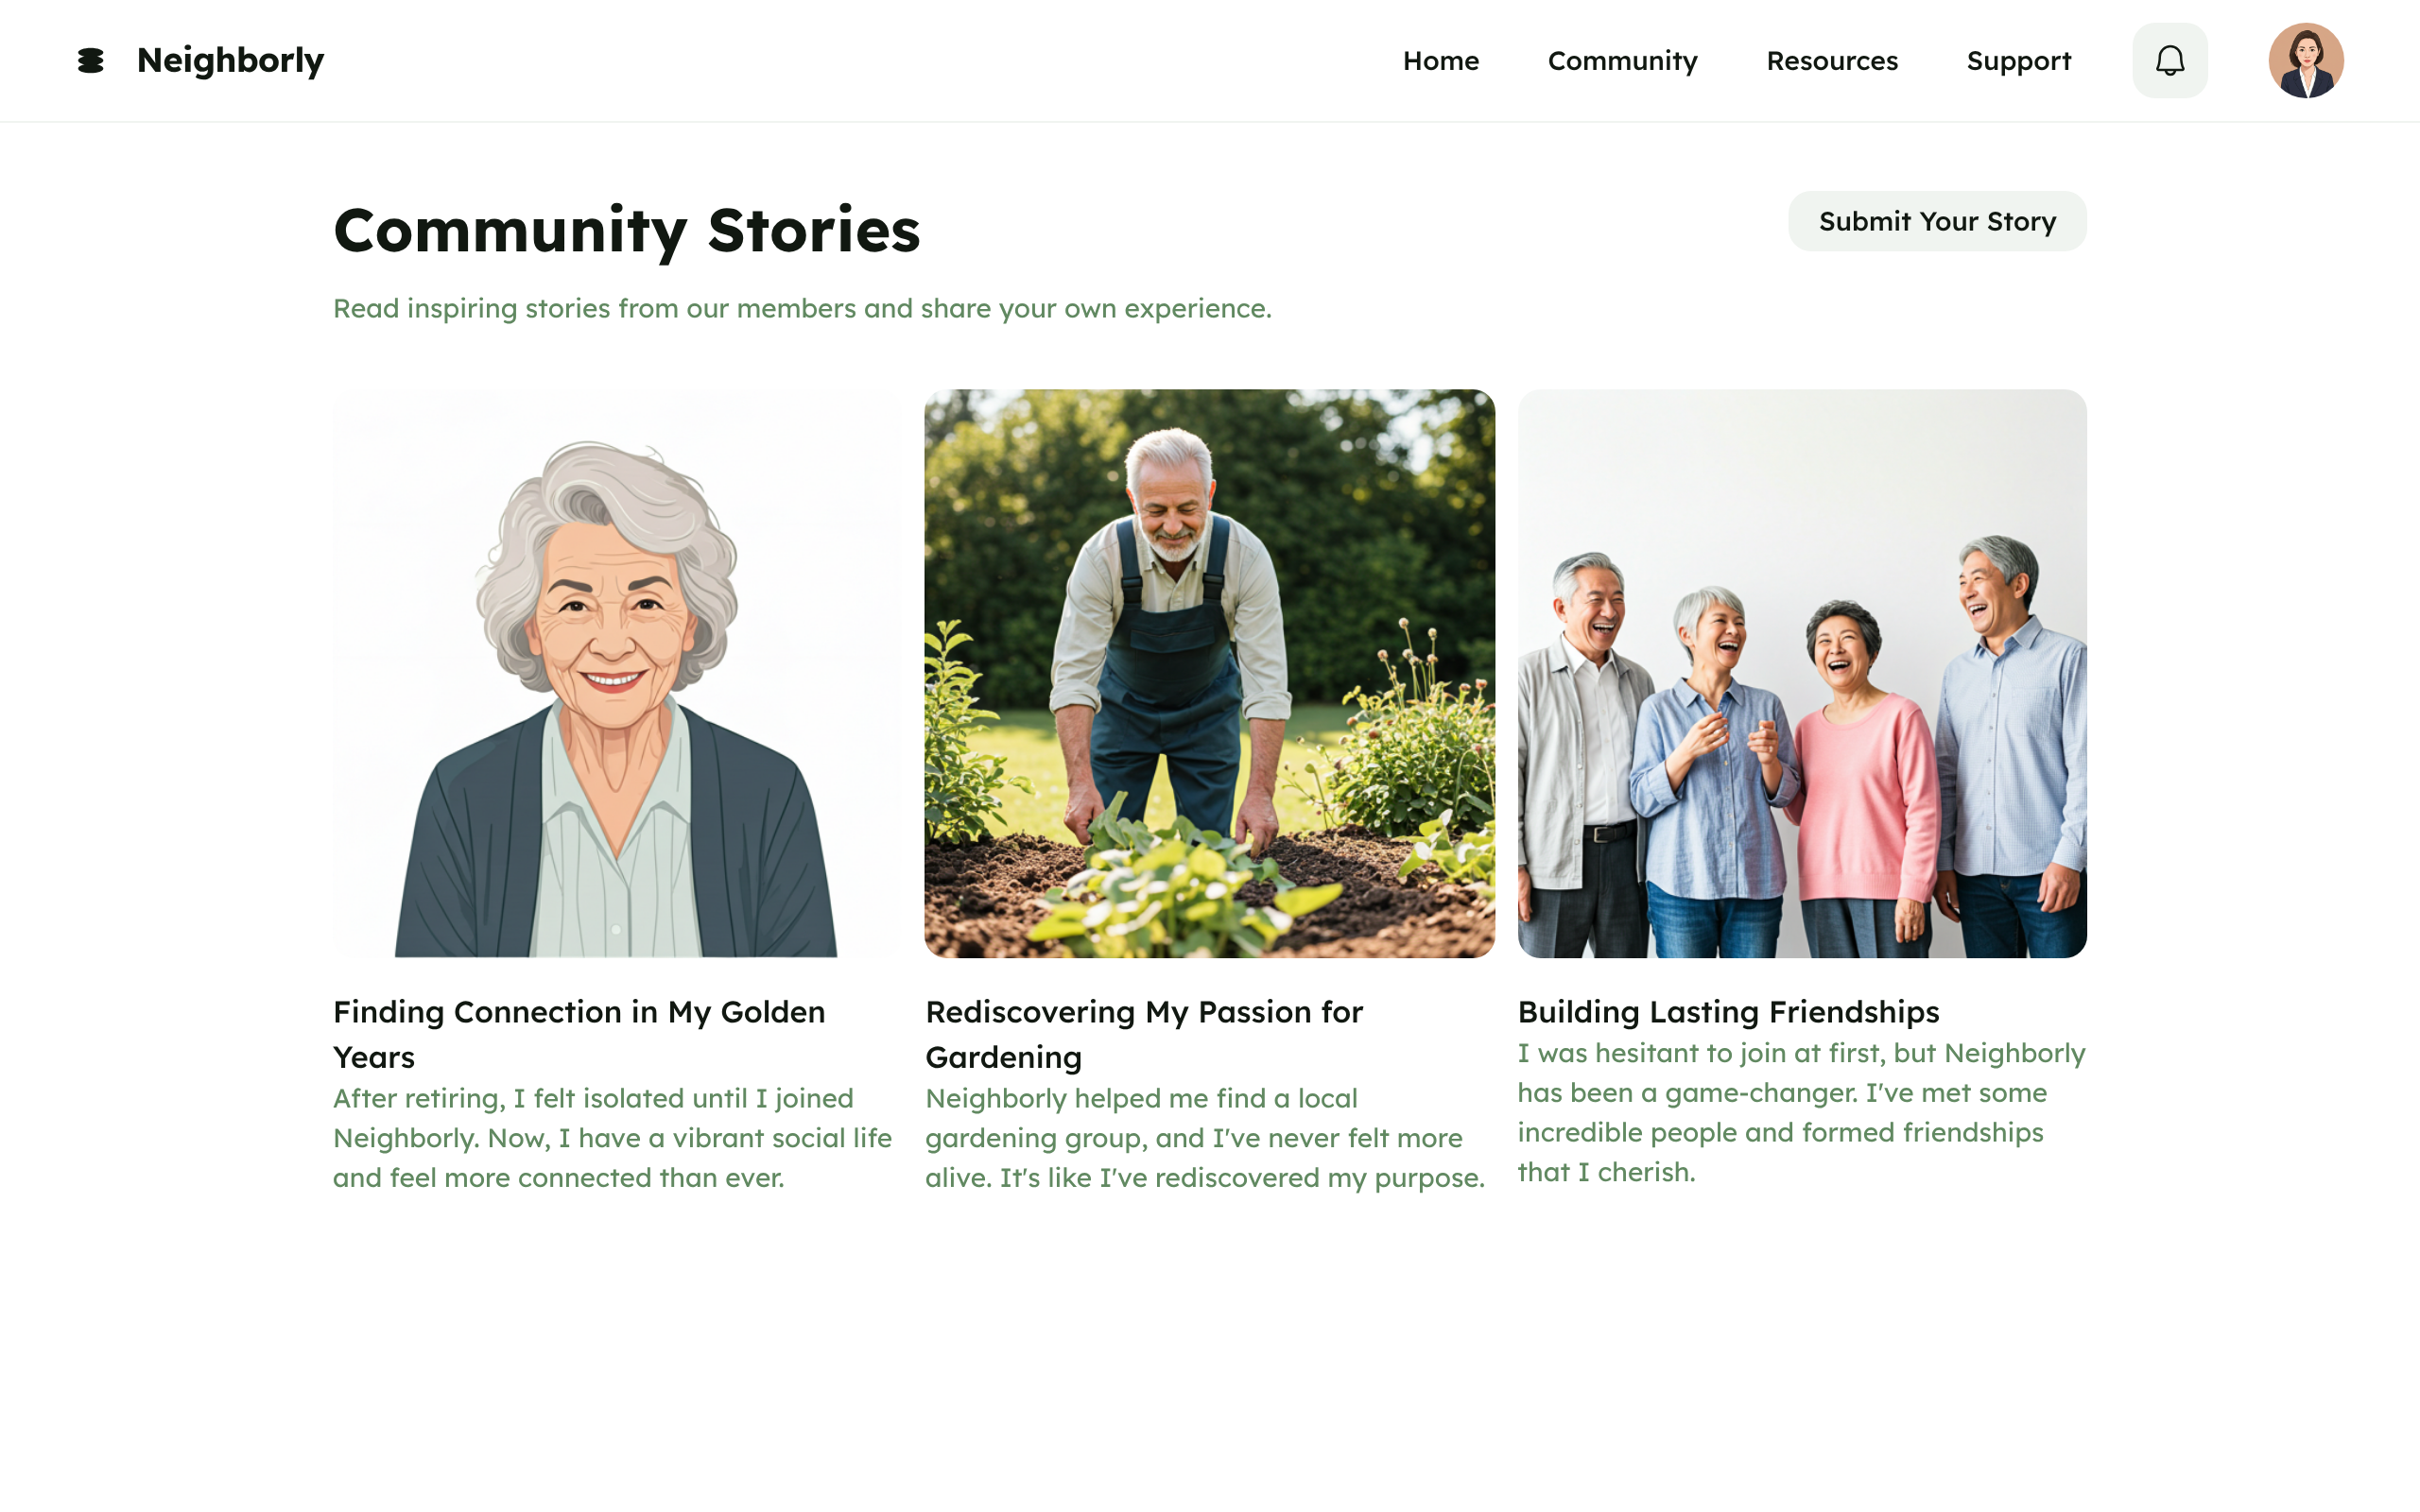 Neighborly
Home
Community
Resources
Support
Community Stories
Submit Your Story
Read inspiring stories from our members and share your own experience.
Finding Connection in My Golden
Years
After retiring, I felt isolated until I joined
Neighborly. Now, I have a vibrant social life
and feel more connected than ever.
Rediscovering My Passion for
Gardening
Neighborly helped me find a local
gardening group, and I've never felt more
alive. It's like I've rediscovered my purpose.
Building Lasting Friendships
I was hesitant to join at first, but Neighborly
has been a game-changer. I've met some
incredible people and formed friendships
that I cherish.